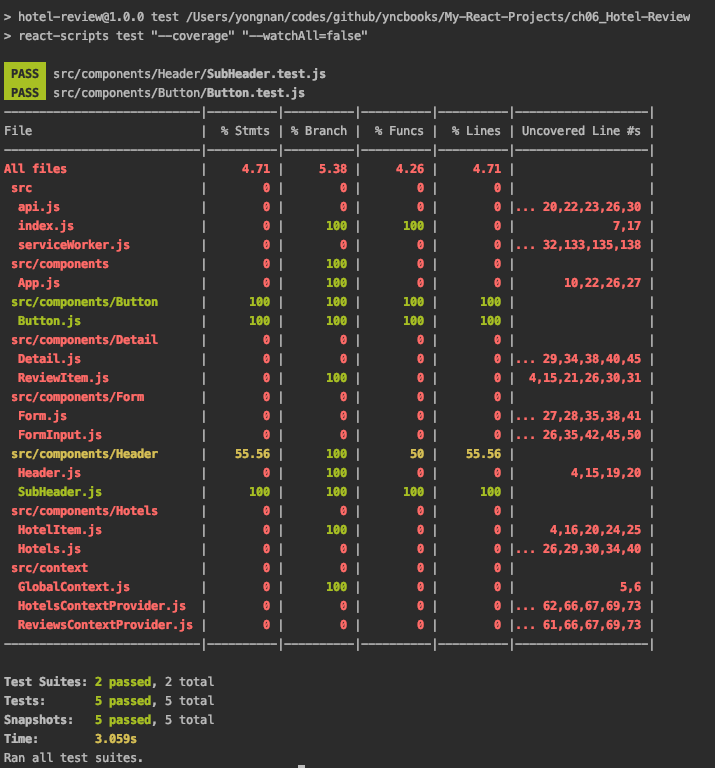 > hotel-review@1.0.0 test /Users/yongnan/codes/github/yncbooks/My-React-Projects/ch06_Hotel-Review
> react-scripts test "--coverage" "--watchAll=false"
PASS src/components/Header/SubHeader.test.js
PASS src/components/Button/Button.test.js
File | % Stmts | % Branch | % Funcs | % Lines | Uncovered Line #s |
All files | 4.71 | 5.38 | 4.26 | 4.71 | |
src | 0 | 0 | 0 | 0 | |
api.js | 0 | 0 | 0 | 0 |... 20,22,23,26,30 |
index.js | 0 | 100 | 100 | 0 | 7,17 |
serviceWorker.js | 0 | 0 | 0 | 0 |... 32,133,135,138 |
src/components | 0 | 100 | 0 | 0 | |
App.js | 0 | 100 | 0 | 0 | 10,22,26,27 |
src/components/Button | 100 | 100 | 100 | 100 | |
Button.js | 100 | 100 | 100 | 100 | |
src/components/Detail | 0 | 0 | 0 | 0 | |
Detail.js | 0 | 0 | 0 | 0 |... 29,34,38,40,45 |
ReviewItem.js | 0 | 100 | 0 | 0 | 4,15,21,26,30,31 |
src/components/Form | 0 | 0 | 0 | 0 | |
Form.js | 0 | 0 | 0 | 0 |... 27,28,35,38,41 |
FormInput.js | 0 | 0 | 0 | 0 |... 26,35,42,45,50 |
src/components/Header | 55.56 | 100 | 50 | 55.56 | |
Header.js | 0 | 100 | 0 | 0 | 4,15,19,20 |
SubHeader.js | 100 | 100 | 100 | 100 | |
src/components/Hotels | 0 | 0 | 0 | 0 | |
HotelItem.js | 0 | 100 | 0 | 0 | 4,16,20,24,25 |
Hotels.js | 0 | 0 | 0 | 0 |... 26,29,30,34,40 |
src/context | 0 | 0 | 0 | 0 | |
GlobalContext.js | 0 | 100 | 0 | 0 | 5,6 |
HotelsContextProvider.js | 0 | 0 | 0 | 0 |... 62,66,67,69,73 |
ReviewsContextProvider.js | 0 | 0 | 0 | 0 |... 61,66,67,69,73 |
Test Suites: 2 passed, 2 total
Tests: 5 passed, 5 total
Snapshots: 5 passed, 5 total
Time: 3.059s
Ran all test suites.